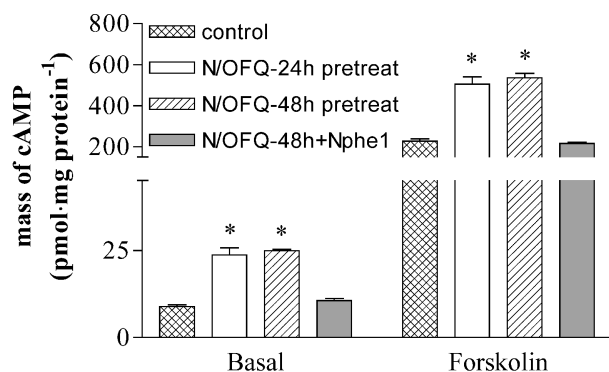 mass of cAMP
(pmol·mg protein⁻¹)
800
600
400
200
25
0
control
N/OFQ-24h pretreat
N/OFQ-48h pretreat
N/OFQ-48h+Nphe1
*
*
*
*
Basal
Forskolin